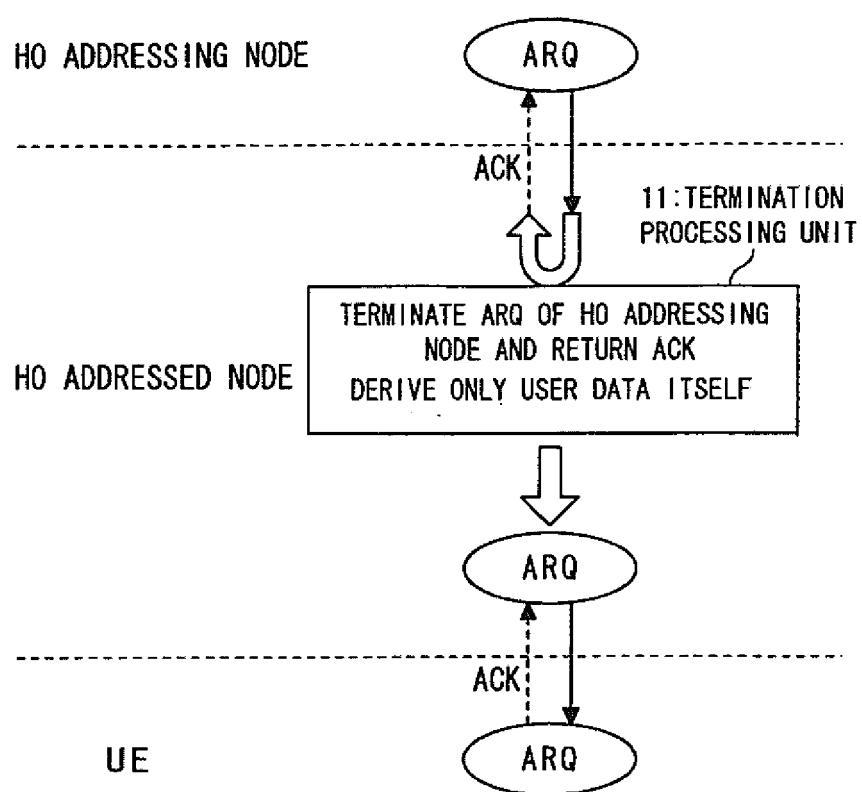 HO ADDRESSING NODE
ARQ
ACK
11:TERMINATION
PROCESSING UNIT
TERMINATE ARQ OF HO ADDRESSING
NODE AND RETURN ACK
DERIVE ONLY USER DATA ITSELF
HO ADDRESSED NODE
ARQ
ACK
UE
ARQ